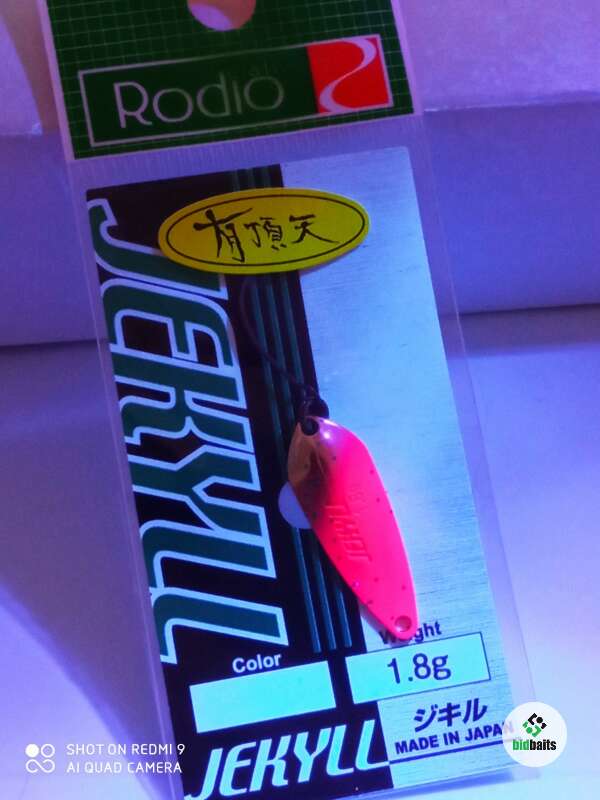 Rodio
有頂天
JEKYLL
Color
Weight
1.8g
JEKYLL
ジキル
MADE IN JAPAN
SHOT ON REDMI 9
AI QUAD CAMERA
bidbaits